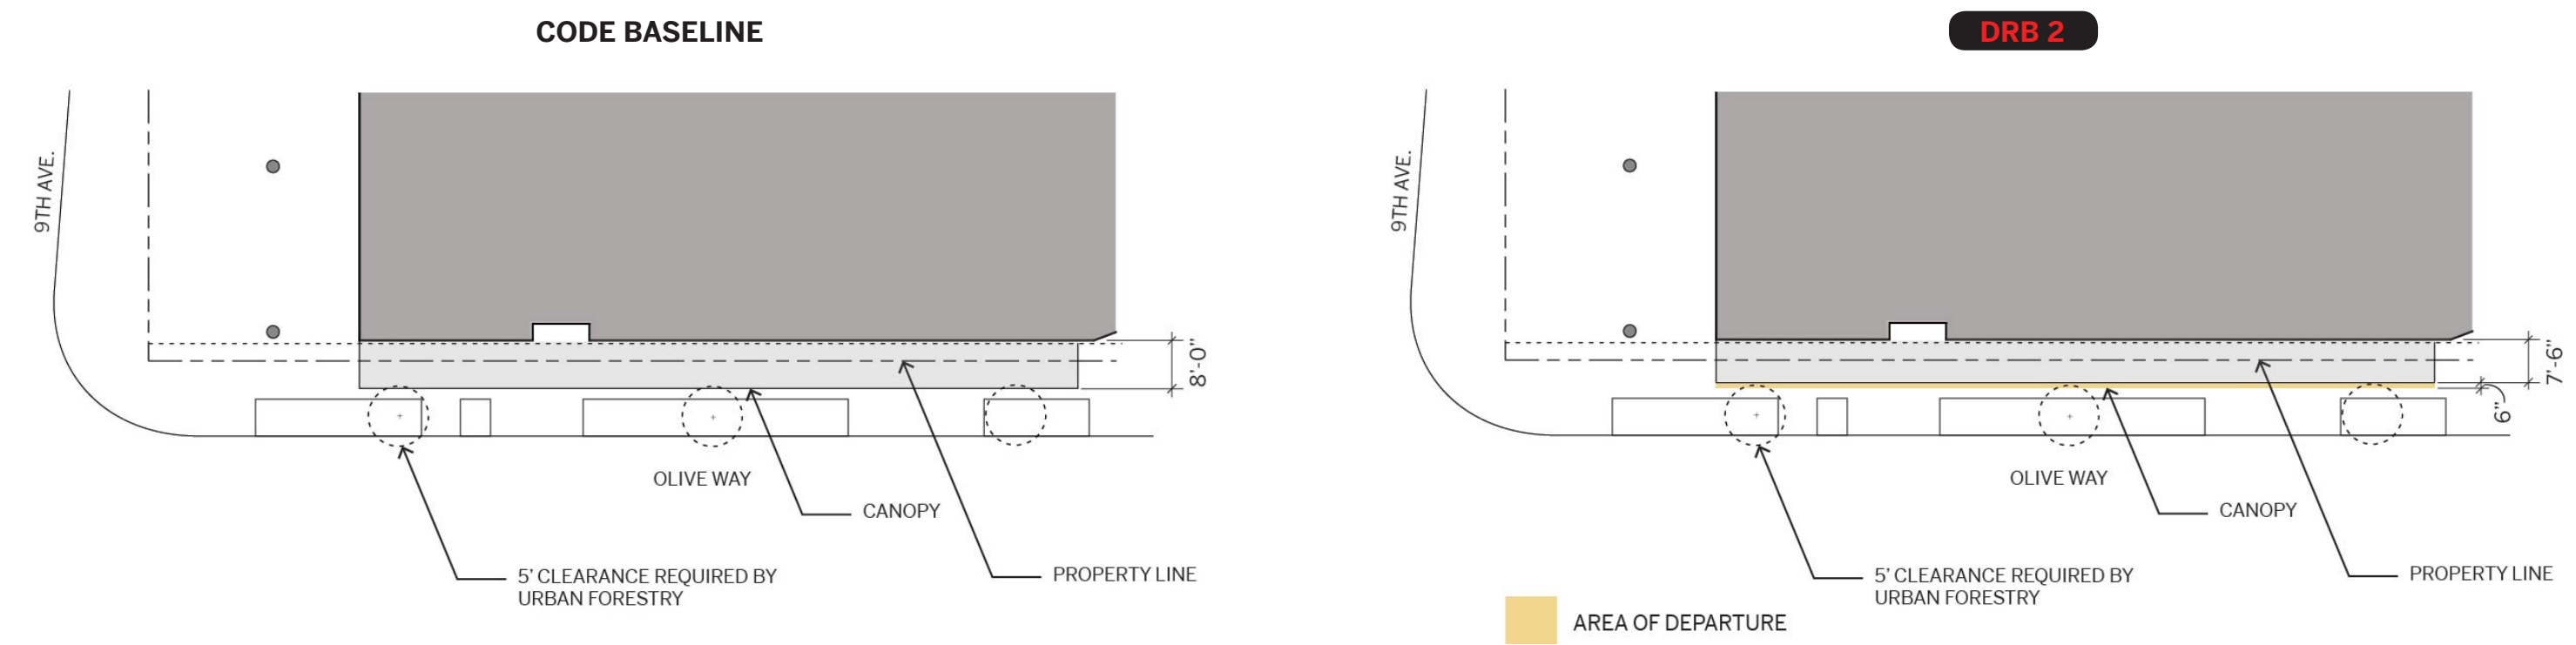 CODE BASELINE
9TH AVE.
8'-0"
OLIVE WAY
CANOPY
5' CLEARANCE REQUIRED BY
URBAN FORESTRY
PROPERTY LINE
DRB 2
9TH AVE.
7'-6"
6"
OLIVE WAY
CANOPY
5' CLEARANCE REQUIRED BY
URBAN FORESTRY
PROPERTY LINE
AREA OF DEPARTURE